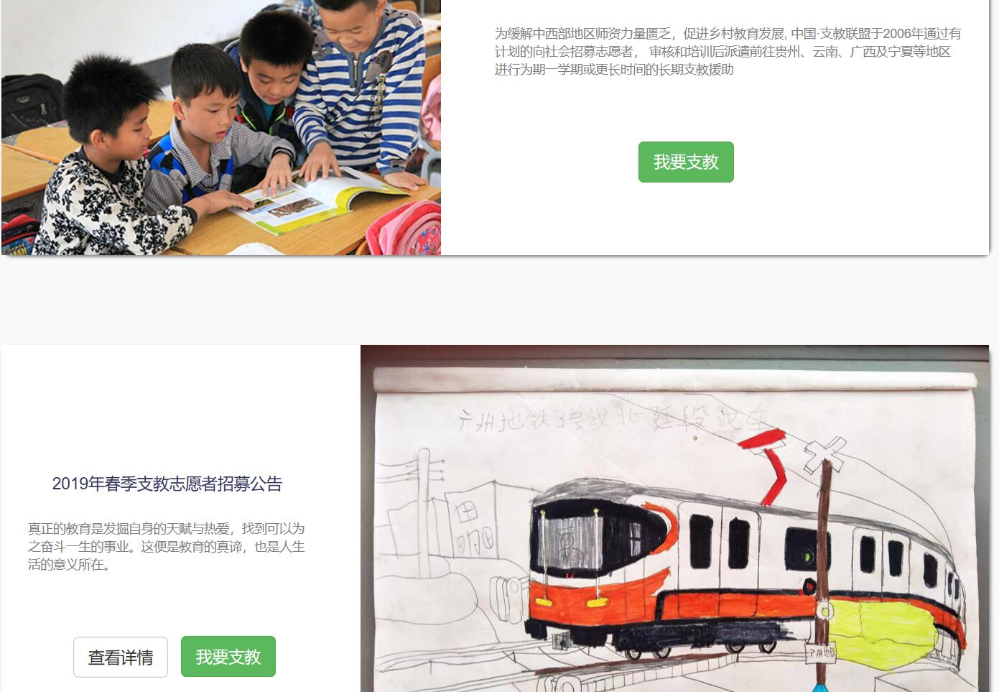 为缓解中西部地区师资力量匮乏，促进乡村教育发展, 中国·支教联盟于2006年通过有
计划的向社会招募志愿者， 审核和培训后派遣前往贵州、云南、广西及宁夏等地区
进行为期一学期或更长时间的长期支教援助
我要支教
广州地铁3号线北延段
2019年春季支教志愿者招募公告
真正的教育是发掘自身的天赋与热爱，找到可以为
之奋斗一生的事业。这便是教育的真谛，也是人生
活的意义所在。
广州地铁
查看详情
我要支教